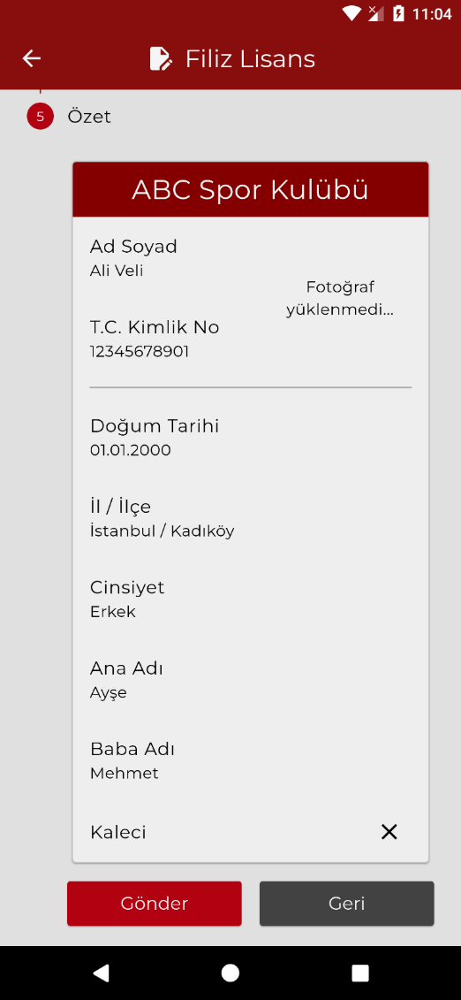 11:04
Filiz Lisans
5 Özet
ABC Spor Kulübü
Ad Soyad
Ali Veli
Fotoğraf
yüklenmedi...
T.C. Kimlik No
12345678901
Doğum Tarihi
01.01.2000
İl / İlçe
İstanbul / Kadıköy
Cinsiyet
Erkek
Ana Adı
Ayşe
Baba Adı
Mehmet
Kaleci
Gönder
Geri